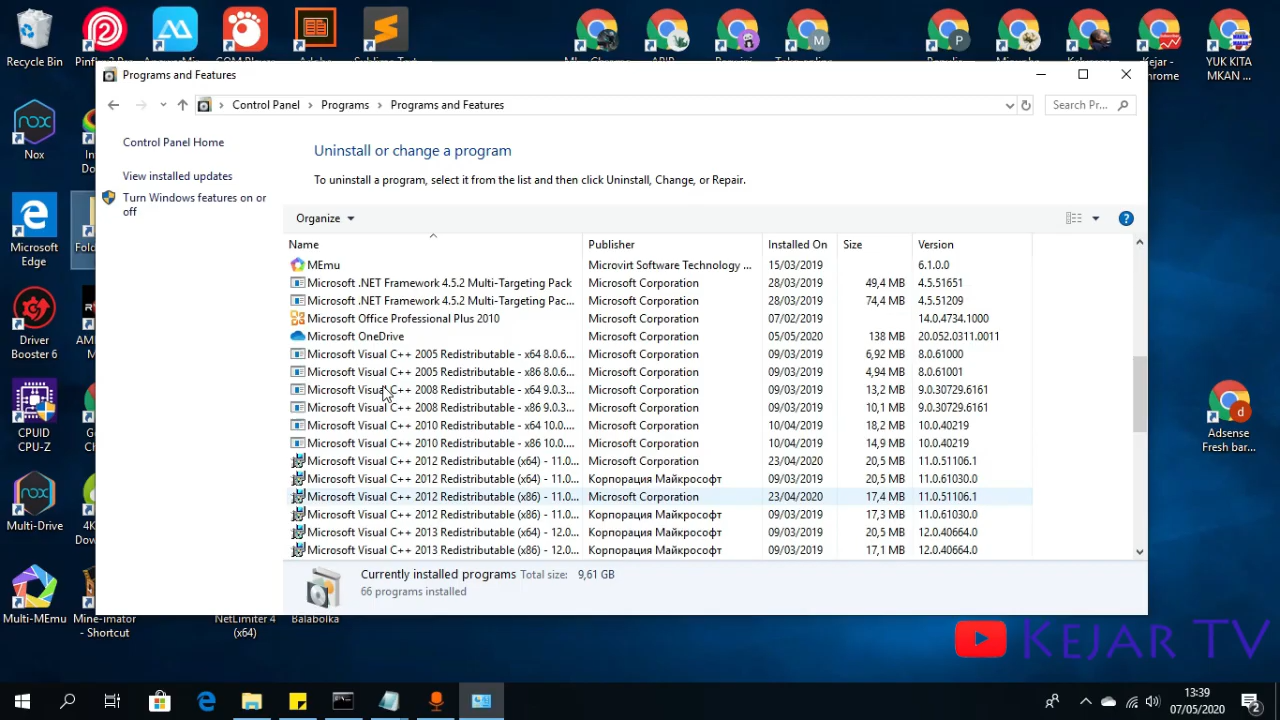 Recycle Bin
Programs and Features
Control Panel > Programs > Programs and Features
Search Pr...
Control Panel Home
View installed updates
Turn Windows features on or
off
Uninstall or change a program
To uninstall a program, select it from the list and then click Uninstall, Change, or Repair.
Organize
Name Publisher Installed On Size Version
MEmu Microvirt Software Technology ... 15/03/2019 6.1.0.0
Microsoft .NET Framework 4.5.2 Multi-Targeting Pack Microsoft Corporation 28/03/2019 49,4 MB 4.5.51651
Microsoft .NET Framework 4.5.2 Multi-Targeting Pac... Microsoft Corporation 28/03/2019 74,4 MB 4.5.51209
Microsoft Office Professional Plus 2010 Microsoft Corporation 07/02/2019 14.0.4734.1000
Microsoft OneDrive Microsoft Corporation 05/05/2020 138 MB 20.052.0311.0011
Microsoft Visual C++ 2005 Redistributable - x64 8.0.6... Microsoft Corporation 09/03/2019 6,92 MB 8.0.61000
Microsoft Visual C++ 2005 Redistributable - x86 8.0.6... Microsoft Corporation 09/03/2019 4,94 MB 8.0.61001
Microsoft Visual C++ 2008 Redistributable - x64 9.0.3... Microsoft Corporation 09/03/2019 13,2 MB 9.0.30729.6161
Microsoft Visual C++ 2008 Redistributable - x86 9.0.3... Microsoft Corporation 09/03/2019 10,1 MB 9.0.30729.6161
Microsoft Visual C++ 2010 Redistributable - x64 10.0.... Microsoft Corporation 10/04/2019 18,2 MB 10.0.40219
Microsoft Visual C++ 2010 Redistributable - x86 10.0.... Microsoft Corporation 10/04/2019 14,9 MB 10.0.40219
Microsoft Visual C++ 2012 Redistributable (x64) - 11.0... Microsoft Corporation 23/04/2020 20,5 MB 11.0.51106.1
Microsoft Visual C++ 2012 Redistributable (x64) - 11.0... Корпорация Майкрософт 09/03/2019 20,5 MB 11.0.61030.0
Microsoft Visual C++ 2012 Redistributable (x86) - 11.0... Microsoft Corporation 23/04/2020 17,4 MB 11.0.51106.1
Microsoft Visual C++ 2012 Redistributable (x86) - 11.0... Корпорация Майкрософт 09/03/2019 17,3 MB 11.0.61030.0
Microsoft Visual C++ 2013 Redistributable (x64) - 12.0... Корпорация Майкрософт 09/03/2019 20,5 MB 12.0.40664.0
Microsoft Visual C++ 2013 Redistributable (x86) - 12.0... Корпорация Майкрософт 09/03/2019 17,1 MB 12.0.40664.0
Currently installed programs Total size: 9,61 GB
66 programs installed
nox
Nox
Microsoft
Edge
Driver
Booster 6
CPUID
CPU-Z
nox
Multi-Drive
Multi-MEmu
Mine-imator
- Shortcut
NetLimiter 4
(x64)
Balabolka
YUK KITA
MKAN ...
Adsense
Fresh bar...
KEJAR TV
13:39
07/05/2020
2